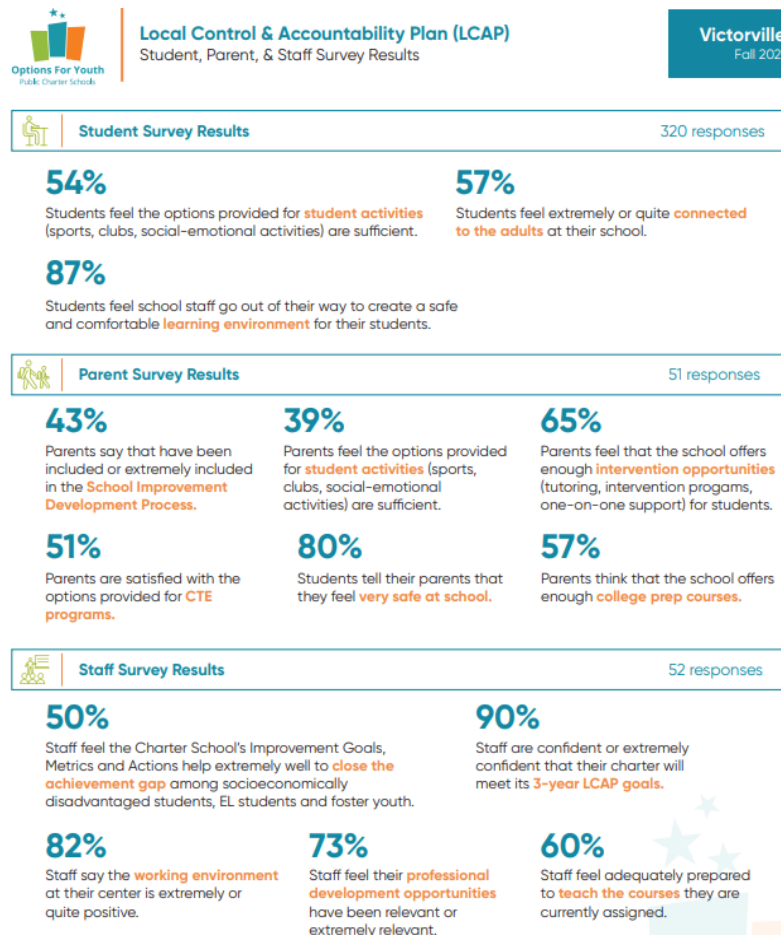 Local Control & Accountability Plan (LCAP)
Student, Parent, & Staff Survey Results
Options For Youth
Public Charter Schools
Victorville
Fall 202
Student Survey Results
320 responses
54%
Students feel the options provided for student activities
(sports, clubs, social-emotional activities) are sufficient.
57%
Students feel extremely or quite connected
to the adults at their school.
87%
Students feel school staff go out of their way to create a safe
and comfortable learning environment for their students.
Parent Survey Results
51 responses
43%
Parents say that have been
included or extremely included
in the School Improvement
Development Process.
39%
Parents feel the options provided
for student activities (sports,
clubs, social-emotional
activities) are sufficient.
65%
Parents feel that the school offers
enough intervention opportunities
(tutoring, intervention progams,
one-on-one support) for students.
51%
Parents are satisfied with the
options provided for CTE
programs.
80%
Students tell their parents that
they feel very safe at school.
57%
Parents think that the school offers
enough college prep courses.
Staff Survey Results
52 responses
50%
Staff feel the Charter School's Improvement Goals,
Metrics and Actions help extremely well to close the
achievement gap among socioeconomically
disadvantaged students, EL students and foster youth.
90%
Staff are confident or extremely
confident that their charter will
meet its 3-year LCAP goals.
82%
Staff say the working environment
at their center is extremely or
quite positive.
73%
Staff feel their professional
development opportunities
have been relevant or
extremely relevant.
60%
Staff feel adequately prepared
to teach the courses they are
currently assigned.